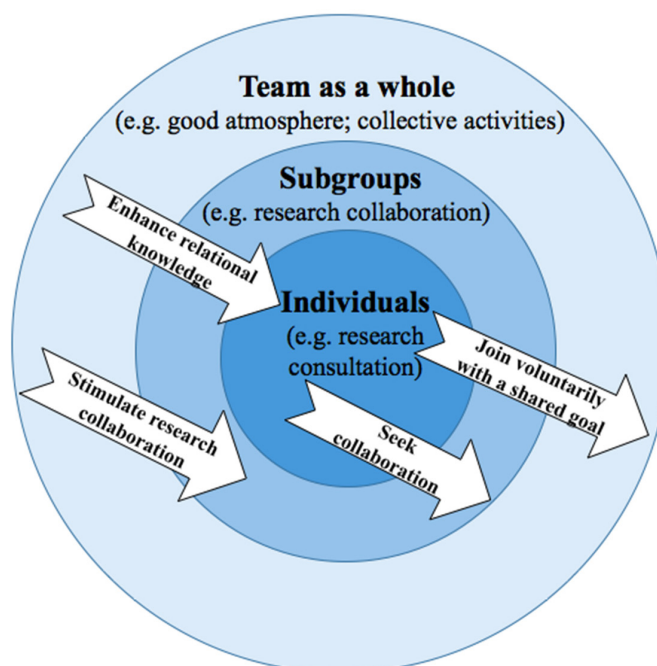 Team as a whole
(e.g. good atmosphere; collective activities)
Subgroups
(e.g. research collaboration)
Enhance relational
knowledge
Individuals
(e.g. research
consultation)
Join voluntarily
with a shared goal
Stimulate research
collaboration
Seek
collaboration